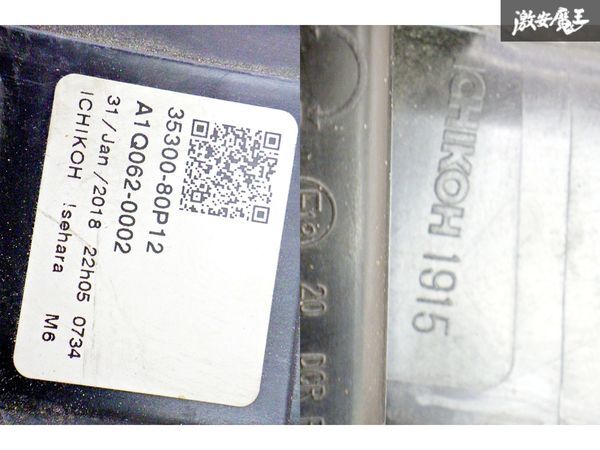 激安魔王
35300-80P12
A1Q062-0002
31/Jan/2018 22h05 0734
ICHIKOH Isehara M6
ICHIKOH 1915
20 DCR